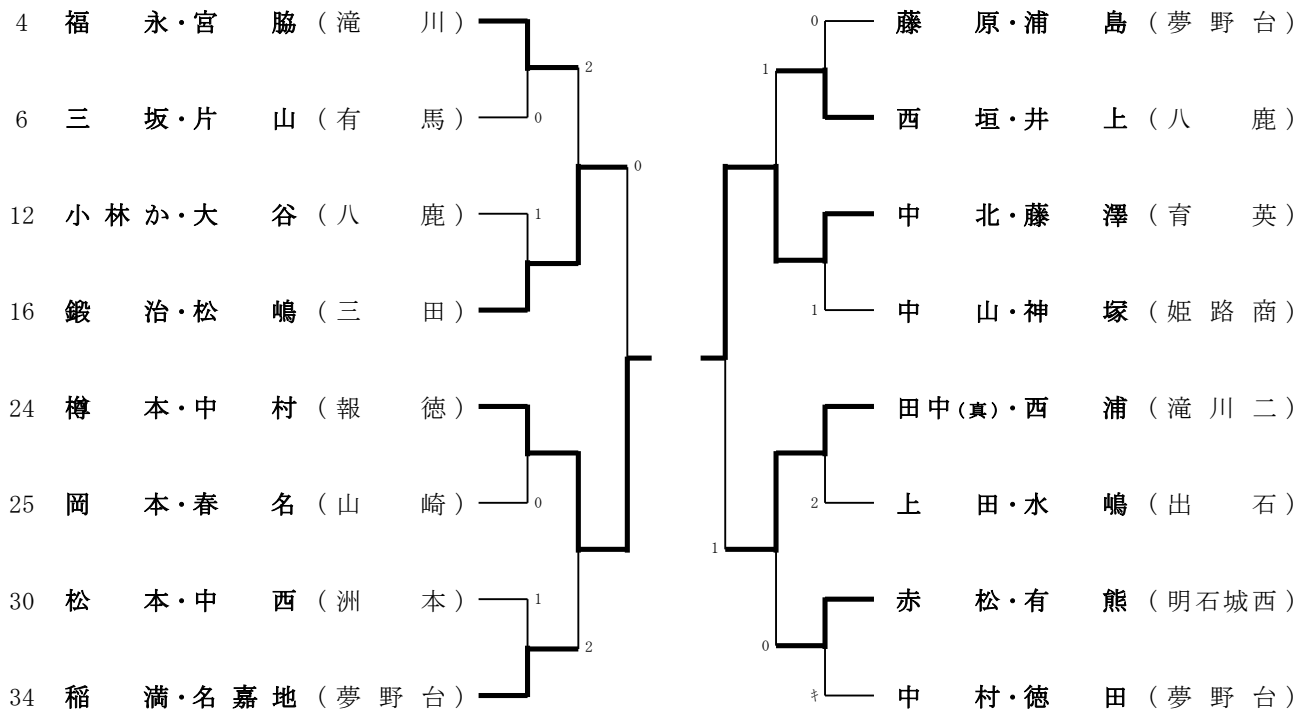 4 福永・宮脇（滝川）
0 藤原・浦島（夢野台）
2
1
6 三坂・片山（有馬） 0
西垣・井上（八鹿）
0
12 小林か・大谷（八鹿） 1
中北・藤澤（育英）
16 鍛治・松嶋（三田）
1 中山・神塚（姫路商）
24 樽本・中村（報徳）
田中(真)・西浦（滝川二）
25 岡本・春名（山崎） 0
2 上田・水嶋（出石）
1
30 松本・中西（洲本） 1
赤松・有熊（明石城西）
2
0
34 稲満・名嘉地（夢野台）
ｷ 中村・徳田（夢野台）